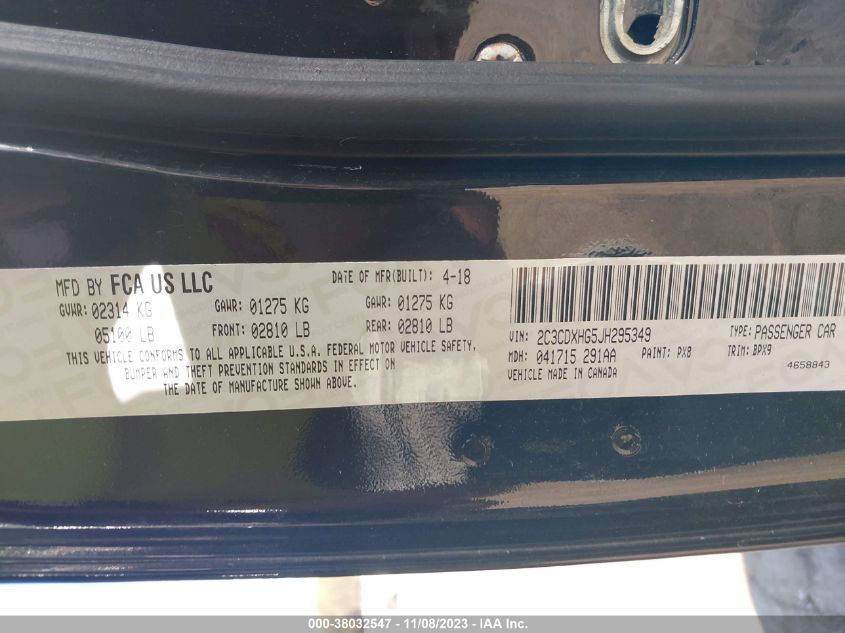 MFD BY FCA US LLC DATE OF MFR(BUILT): 4-18
GVWR: 02314 KG GAWR: 01275 KG GAWR: 01275 KG
05100 LB FRONT: 02810 LB REAR: 02810 LB
THIS VEHICLE CONFORMS TO ALL APPLICABLE U.S.A. FEDERAL MOTOR VEHICLE SAFETY,
BUMPER AND THEFT PREVENTION STANDARDS IN EFFECT ON
THE DATE OF MANUFACTURE SHOWN ABOVE.
VIN: 2C3CDXHG5JH295349 TYPE: PASSENGER CAR
MDH: 041715 291AA PAINT: PX8 TRIM: BPX9
VEHICLE MADE IN CANADA 4658843
000-38032547 - 11/08/2023 - IAA Inc.